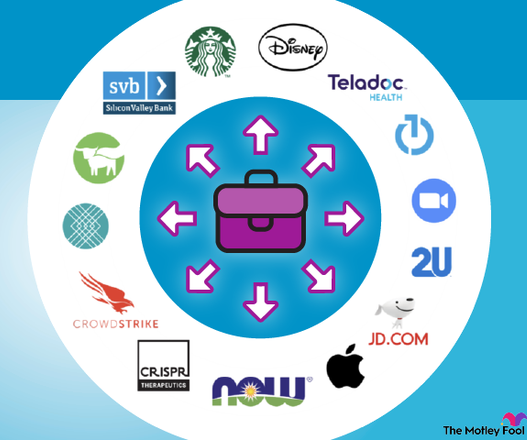 Disney
Teladoc
HEALTH
svb
Silicon Valley Bank
2U
CROWDSTRIKE
JD.COM
CRISPR
THERAPEUTICS
now
The Motley Fool